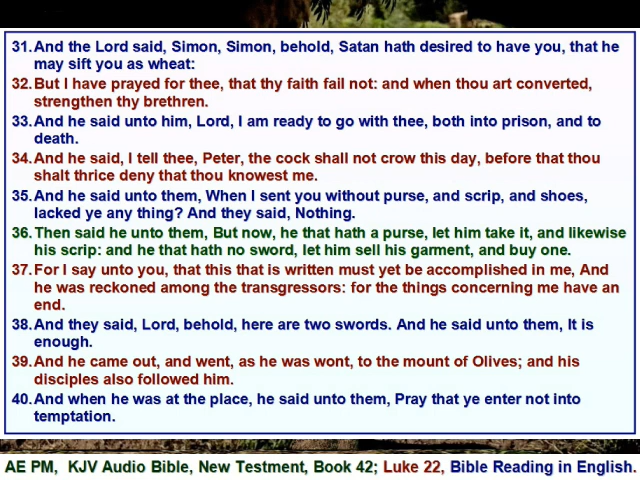 31.And the Lord said, Simon, Simon, behold, Satan hath desired to have you, that he
may sift you as wheat:
32.But I have prayed for thee, that thy faith fail not: and when thou art converted,
strengthen thy brethren.
33.And he said unto him, Lord, I am ready to go with thee, both into prison, and to
death.
34.And he said, I tell thee, Peter, the cock shall not crow this day, before that thou
shalt thrice deny that thou knowest me.
35.And he said unto them, When I sent you without purse, and scrip, and shoes,
lacked ye any thing? And they said, Nothing.
36.Then said he unto them, But now, he that hath a purse, let him take it, and likewise
his scrip: and he that hath no sword, let him sell his garment, and buy one.
37.For I say unto you, that this that is written must yet be accomplished in me, And
he was reckoned among the transgressors: for the things concerning me have an
end.
38.And they said, Lord, behold, here are two swords. And he said unto them, It is
enough.
39.And he came out, and went, as he was wont, to the mount of Olives; and his
disciples also followed him.
40.And when he was at the place, he said unto them, Pray that ye enter not into
temptation.
AE PM, KJV Audio Bible, New Testment, Book 42; Luke 22, Bible Reading in English.